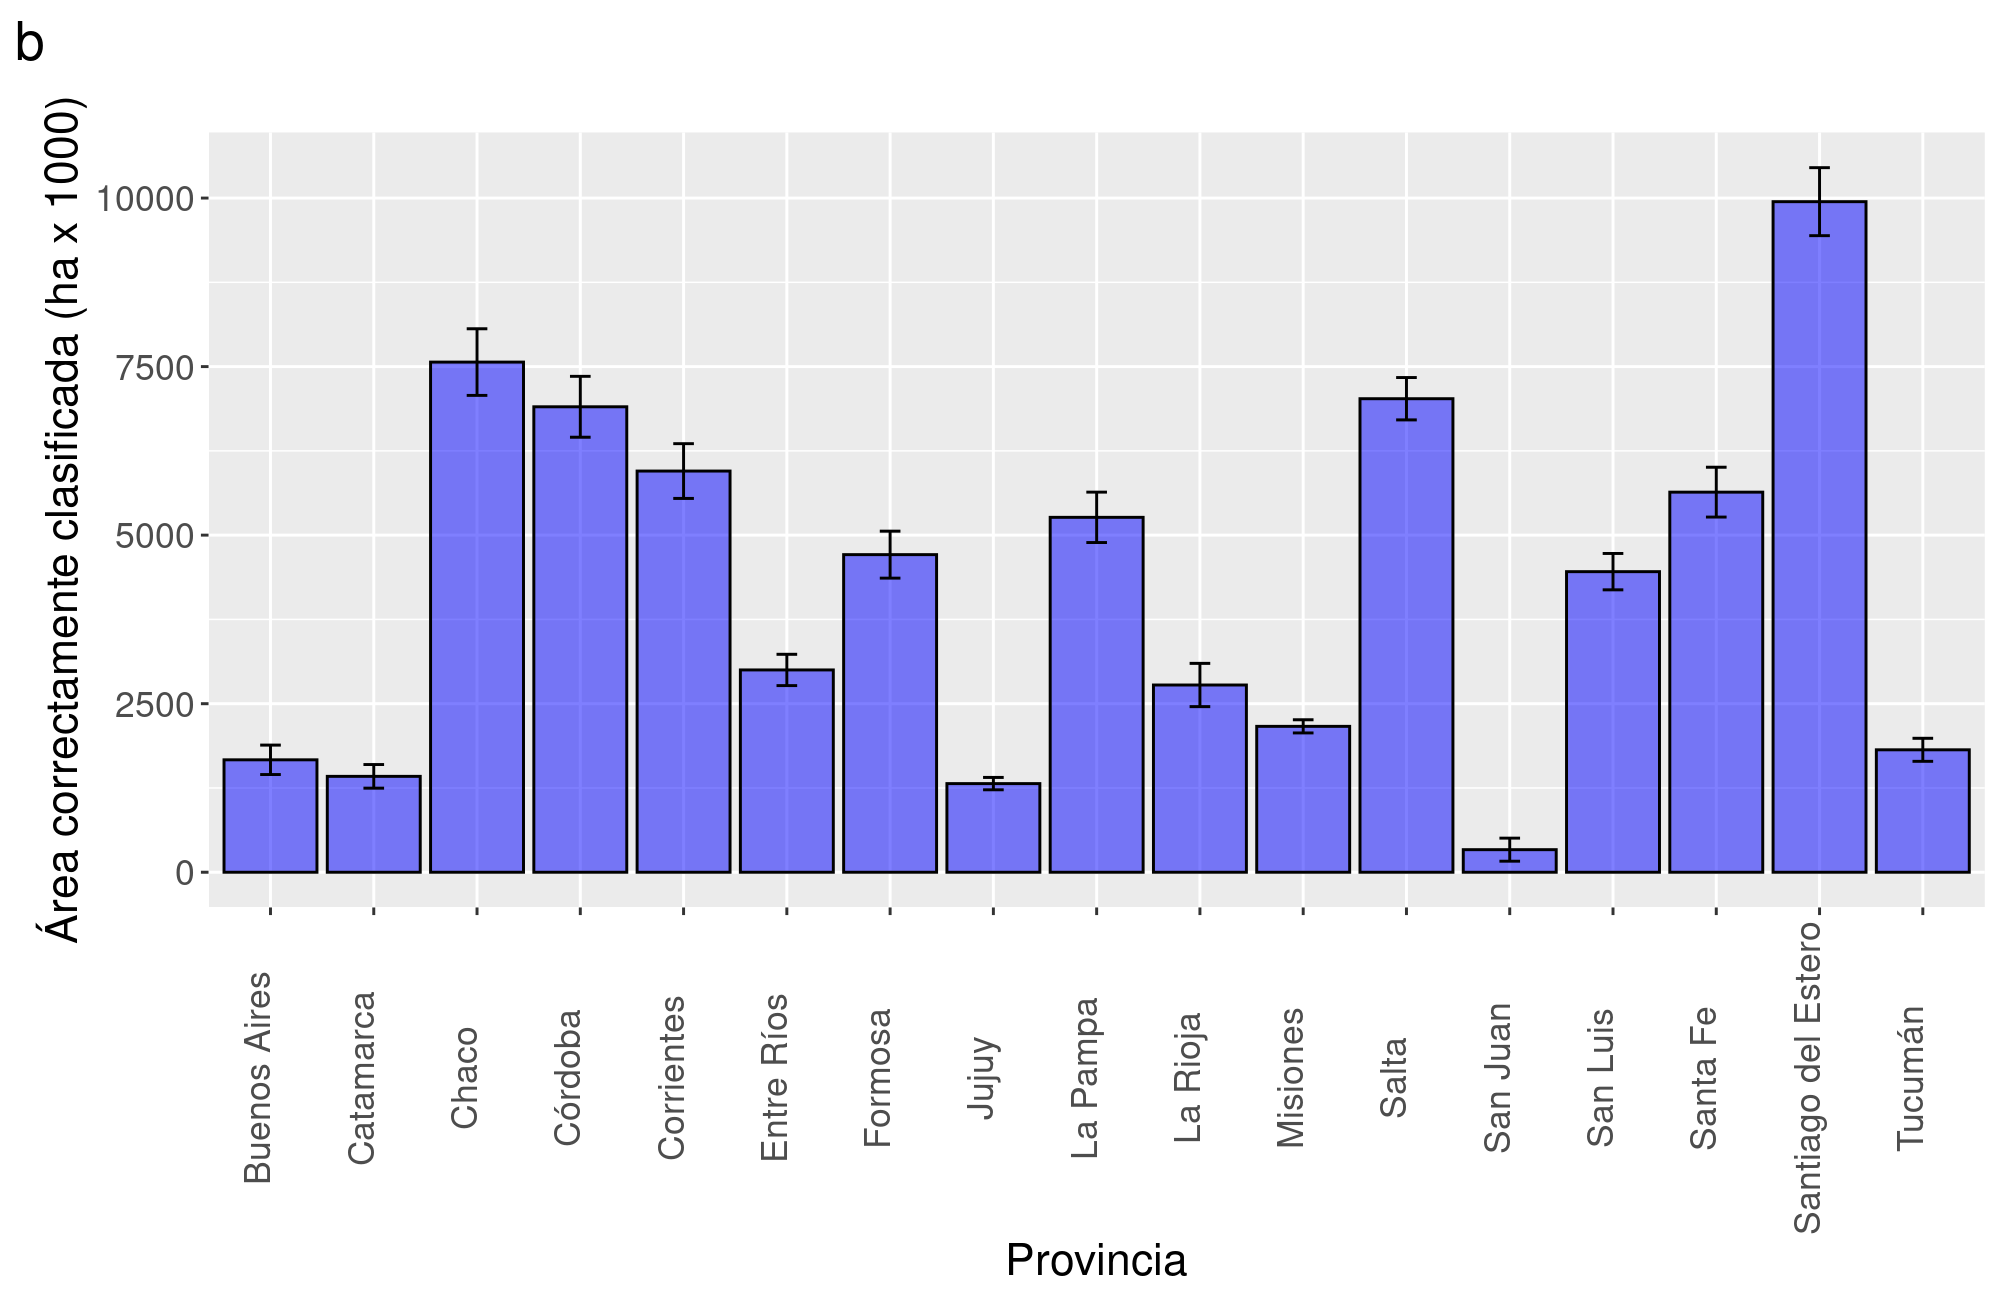 b
Área correctamente clasificada (ha x 1000)
10000
7500
5000
2500
0
Buenos Aires
Catamarca
Chaco
Córdoba
Corrientes
Entre Ríos
Formosa
Jujuy
La Pampa
La Rioja
Misiones
Salta
San Juan
San Luis
Santa Fe
Santiago del Estero
Tucumán
Provincia